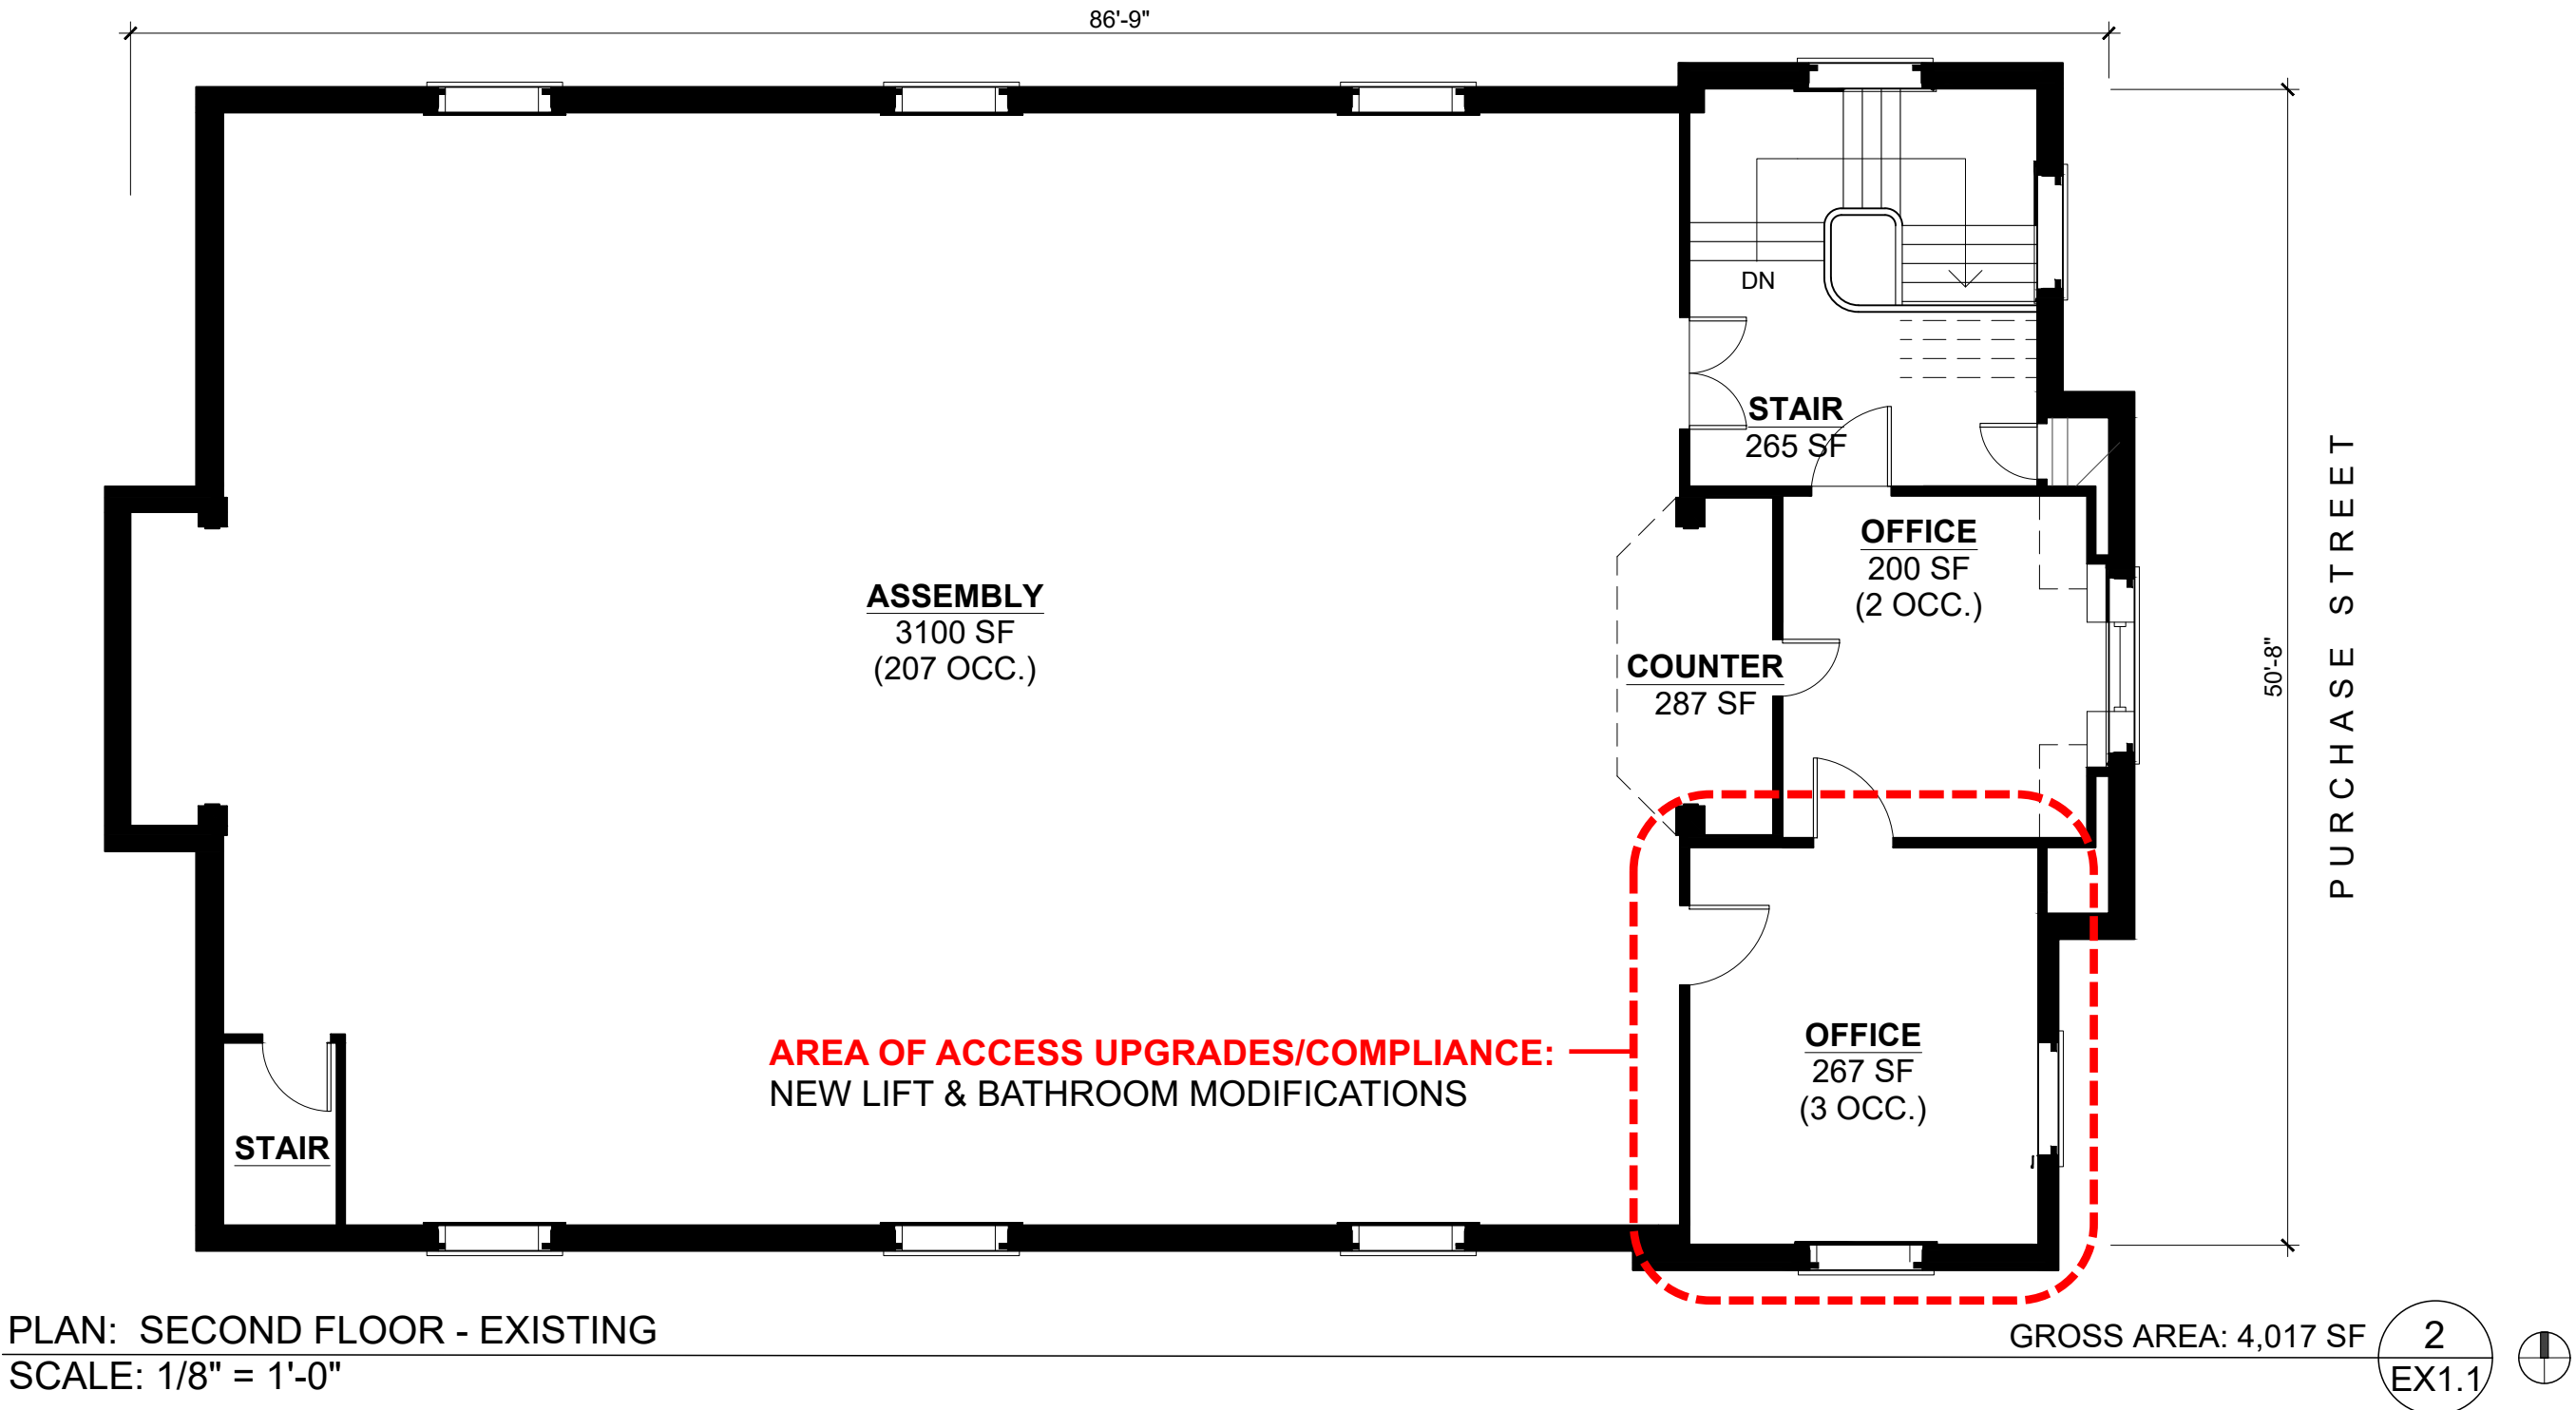 86'-9"
DN
STAIR
265 SF
OFFICE
200 SF
(2 OCC.)
ASSEMBLY
3100 SF
(207 OCC.)
COUNTER
287 SF
50'-8"
PURCHASE STREET
AREA OF ACCESS UPGRADES/COMPLIANCE:
NEW LIFT & BATHROOM MODIFICATIONS
OFFICE
267 SF
(3 OCC.)
STAIR
PLAN: SECOND FLOOR - EXISTING
SCALE: 1/8" = 1'-0"
GROSS AREA: 4,017 SF
2
EX1.1